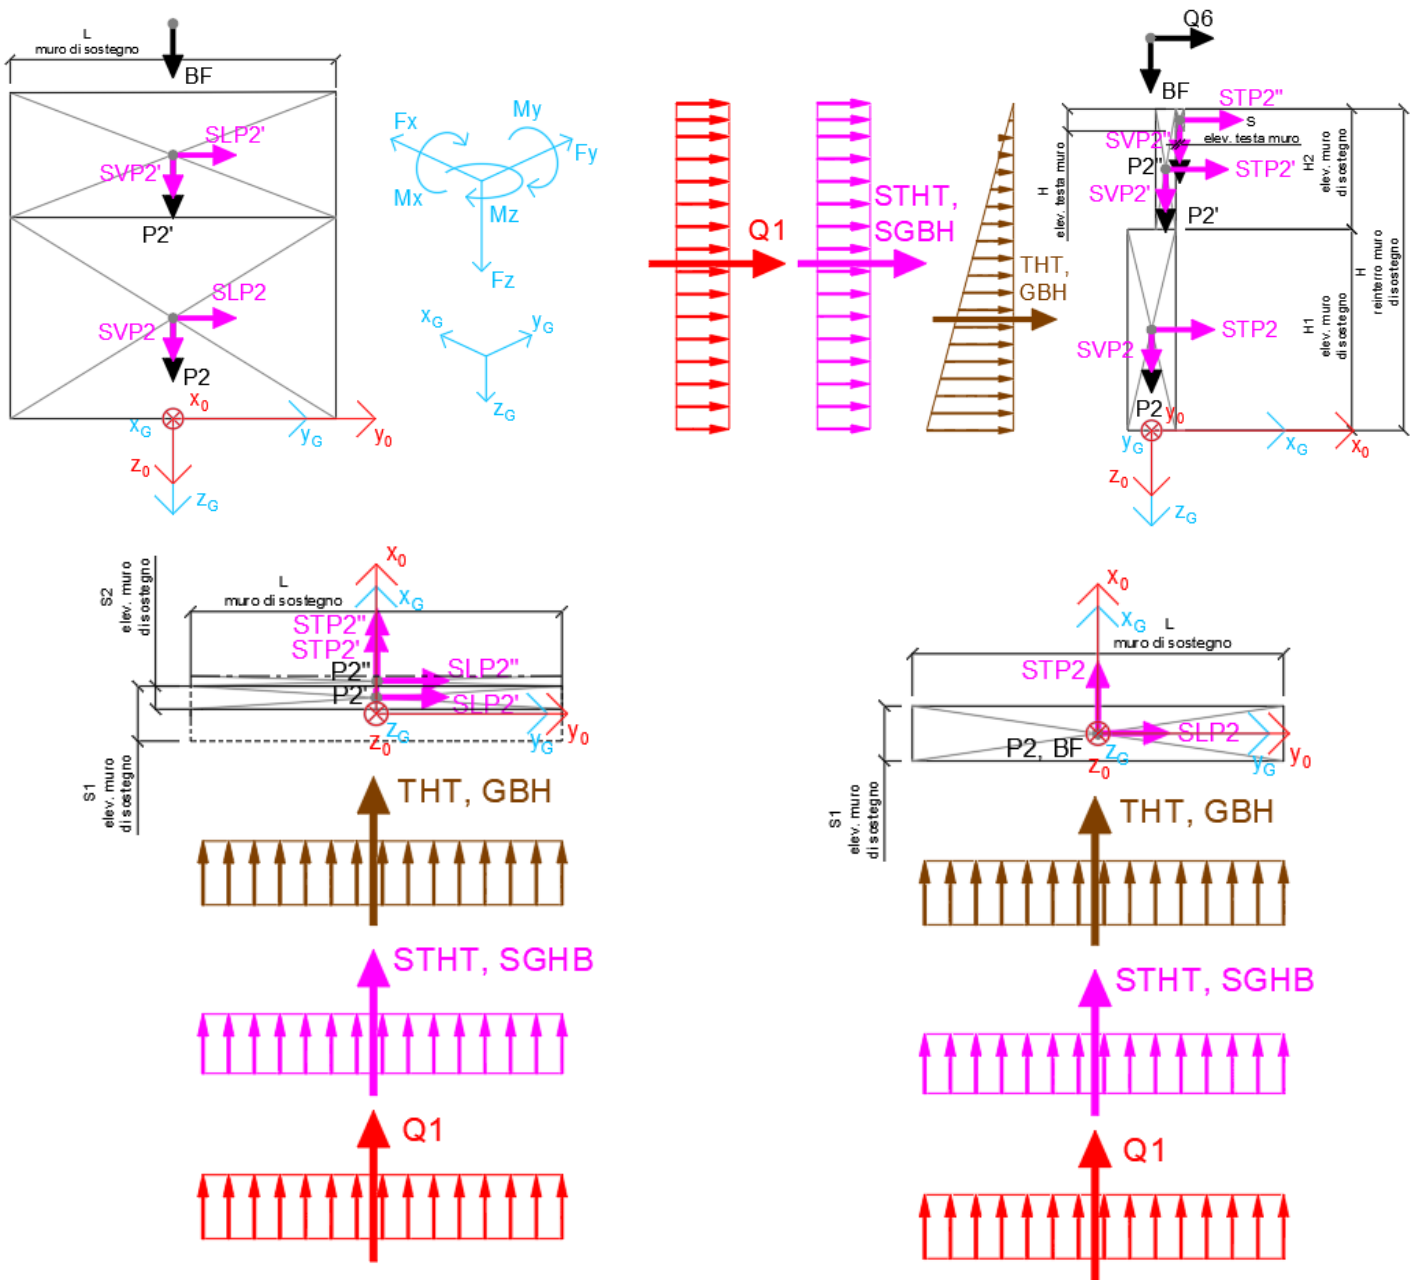 L
muro di sostegno
BF
SLP2'
SVP2'
P2'
SLP2
SVP2
P2
x0
xG
yG
y0
z0
zG
Fx
My
Fy
Mx
Mz
Fz
xG
yG
zG
Q1
STHT,
SGBH
THT,
GBH
Q6
BF
STP2"
S
elev. testa muro
SVP2"
P2"
STP2'
SVP2'
P2'
H
elev. testa muro
H2
elev. muro
di sostegno
H
reinterro muro
di sostegno
H1
elev. muro
di sostegno
STP2
SVP2
P2
y0
yG
xG
x0
z0
zG
S2
elev. muro
di sostegno
L
muro di sostegno
x0
xG
STP2"
STP2'
P2"
SLP2"
P2'
SLP2'
zG
z0
yG
y0
S1
elev. muro
di sostegno
THT, GBH
STHT, SGHB
Q1
x0
xG
L
muro di sostegno
STP2
SLP2
P2, BF
zG
z0
yG
y0
S1
elev. muro
di sostegno
THT, GBH
STHT, SGHB
Q1